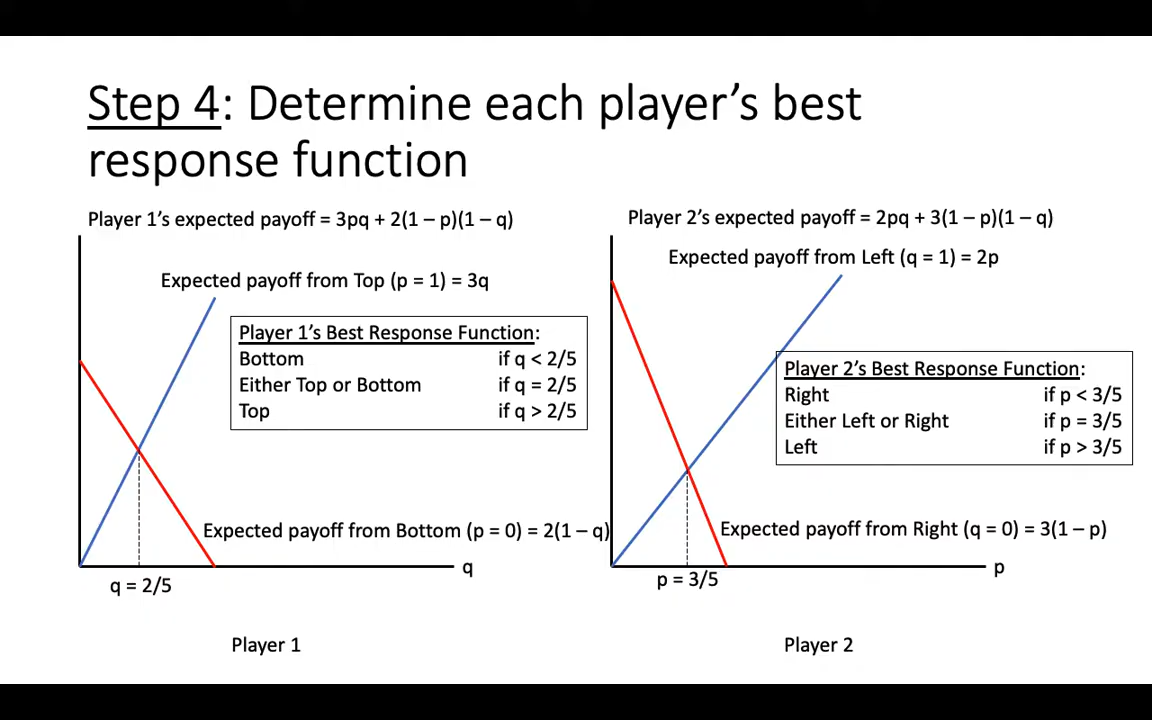 Step 4: Determine each player’s best
response function
Player 1’s expected payoff = 3pq + 2(1 – p)(1 – q)
Expected payoff from Top (p = 1) = 3q
Player 1’s Best Response Function:
Bottom if q < 2/5
Either Top or Bottom if q = 2/5
Top if q > 2/5
Expected payoff from Bottom (p = 0) = 2(1 – q)
q
q = 2/5
Player 1
Player 2’s expected payoff = 2pq + 3(1 – p)(1 – q)
Expected payoff from Left (q = 1) = 2p
Player 2’s Best Response Function:
Right if p < 3/5
Either Left or Right if p = 3/5
Left if p > 3/5
Expected payoff from Right (q = 0) = 3(1 – p)
p
p = 3/5
Player 2